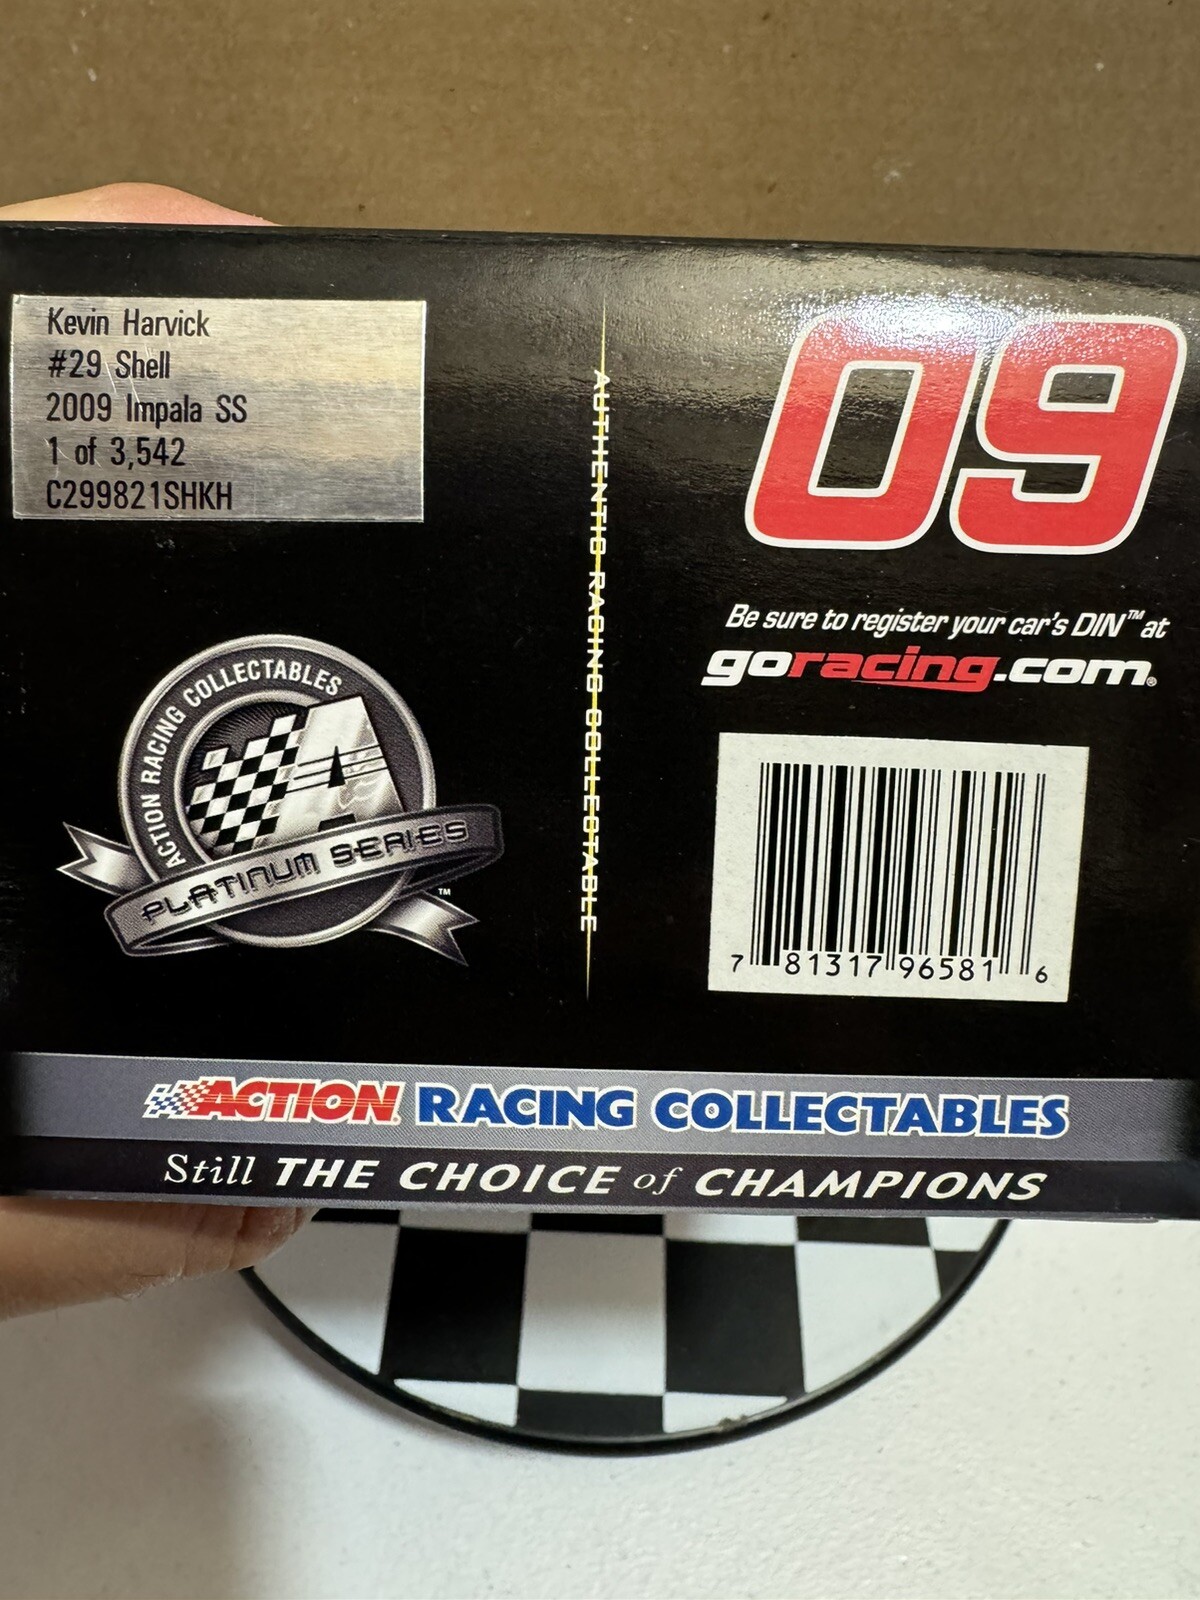 Kevin Harvick
#29 Shell
2009 Impala SS
1 of 3,542
C299821SHKH
ACTION RACING COLLECTABLES
A
PLATINUM SERIES
™
AUTHENTIC RACING COLLECTABLE
09
Be sure to register your car's DIN™ at
goracing.com®
7 81317 96581 6
ACTION RACING COLLECTABLES
Still THE CHOICE of CHAMPIONS